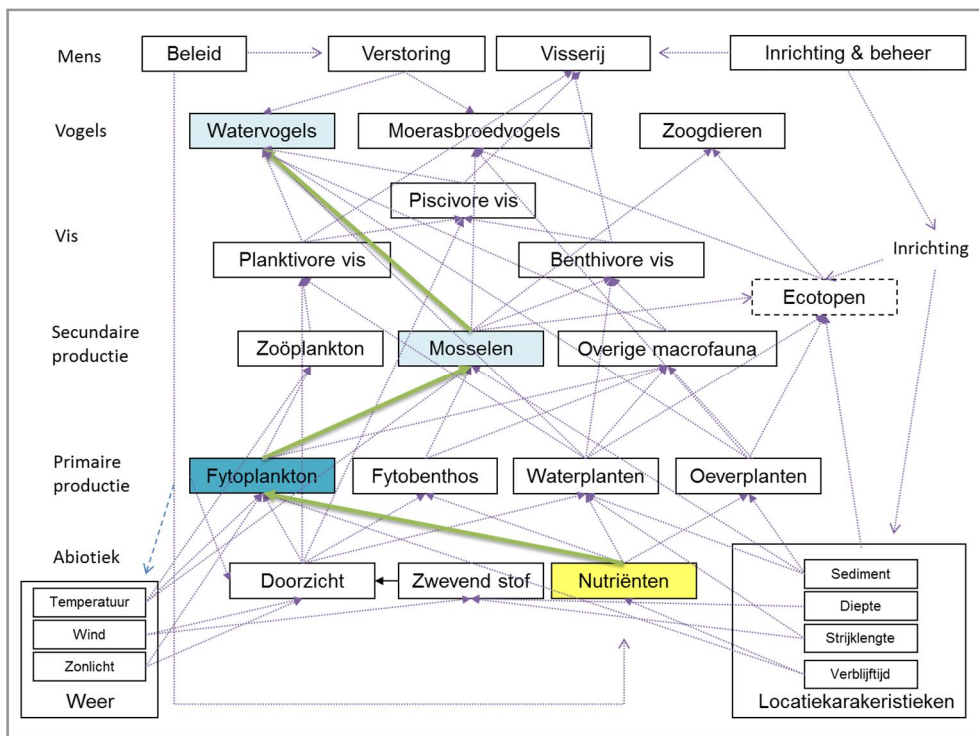 Mens
Beleid
Verstoring
Visserij
Inrichting & beheer
Vogels
Watervogels
Moerasbroedvogels
Zoogdieren
Piscivore vis
Vis
Planktivore vis
Benthivore vis
Inrichting
Ecotopen
Secundaire
productie
Zoöplankton
Mosselen
Overige macrofauna
Primaire
productie
Fytoplankton
Fytobenthos
Waterplanten
Oeverplanten
Abiotiek
Doorzicht
Zwevend stof
Nutriënten
Sediment
Temperatuur
Diepte
Wind
Strijklengte
Zonlicht
Verblijftijd
Weer
Locatiekarakeristieken